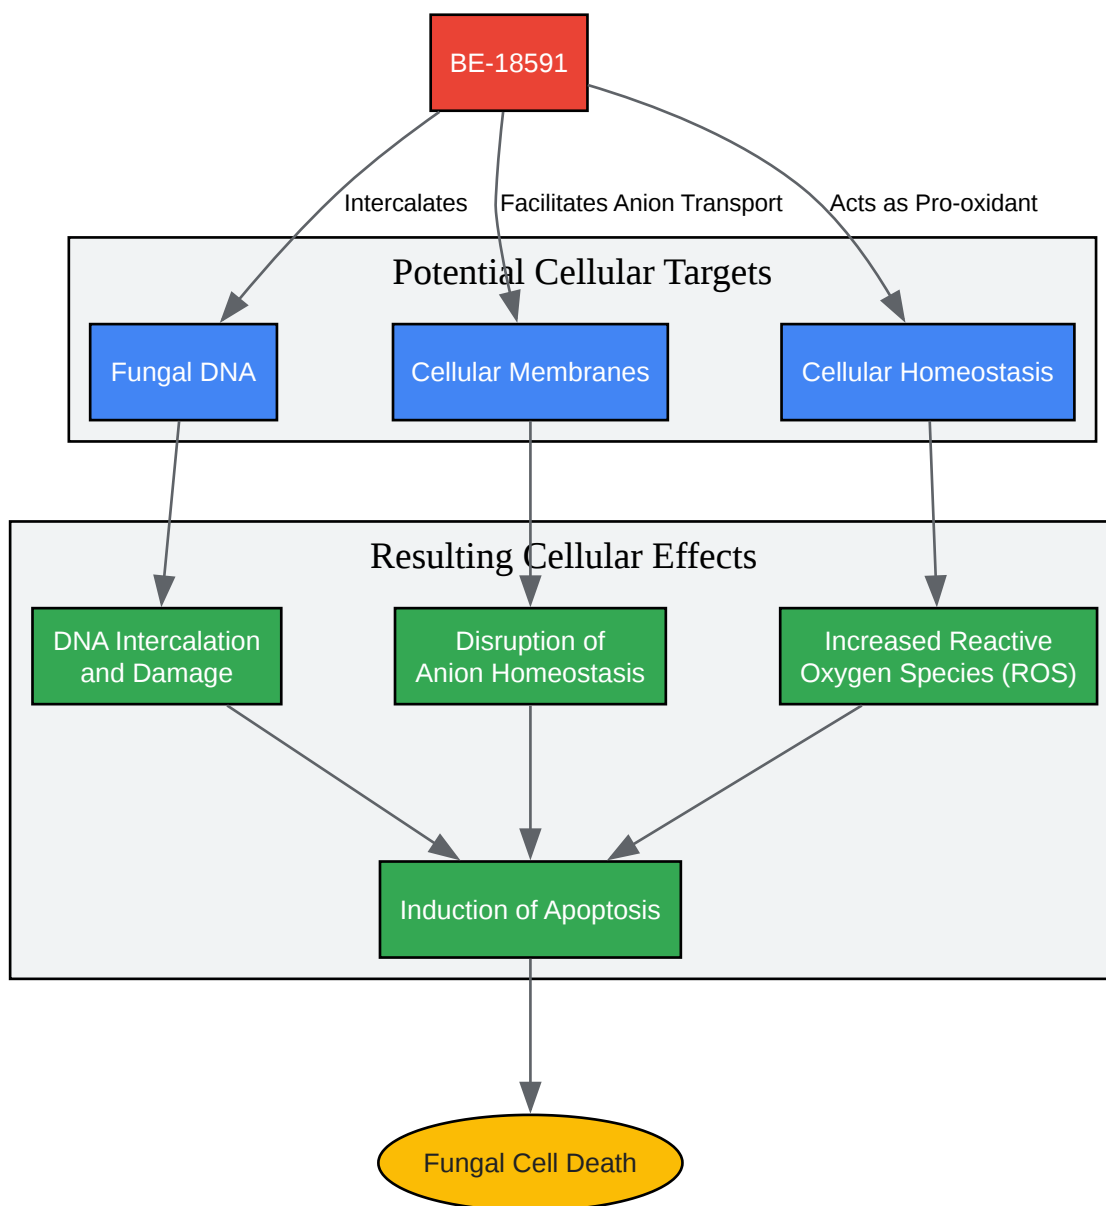 BE-18591
Intercalates
Facilitates Anion Transport
Acts as Pro-oxidant
Potential Cellular Targets
Fungal DNA
Cellular Membranes
Cellular Homeostasis
Resulting Cellular Effects
DNA Intercalation
and Damage
Disruption of
Anion Homeostasis
Increased Reactive
Oxygen Species (ROS)
Induction of Apoptosis
Fungal Cell Death